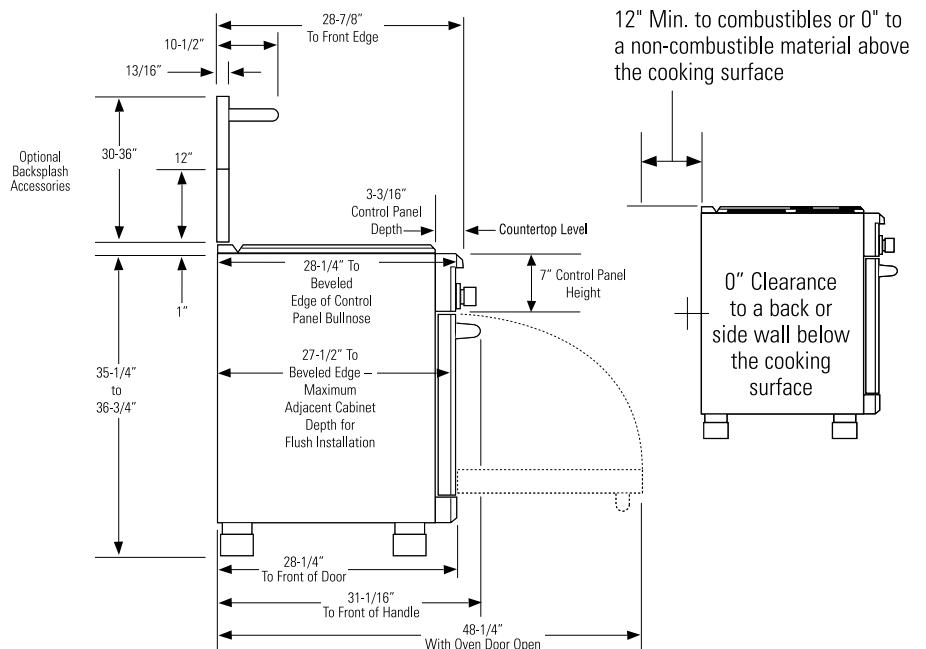 28-7/8"
To Front Edge
10-1/2"
13/16"
12" Min. to combustibles or 0" to
a non-combustible material above
the cooking surface
Optional
Backsplash
Accessories
30-36"
12"
3-3/16"
Control Panel
Depth
Countertop Level
28-1/4" To
Beveled
Edge of Control
Panel Bullnose
7" Control Panel
Height
1"
27-1/2" To
Beveled Edge –
Maximum
Adjacent Cabinet
Depth for
Flush Installation
35-1/4"
to
36-3/4"
0" Clearance
to a back or
side wall below
the cooking
surface
28-1/4"
To Front of Door
31-1/16"
To Front of Handle
48-1/4"
With Oven Door Open